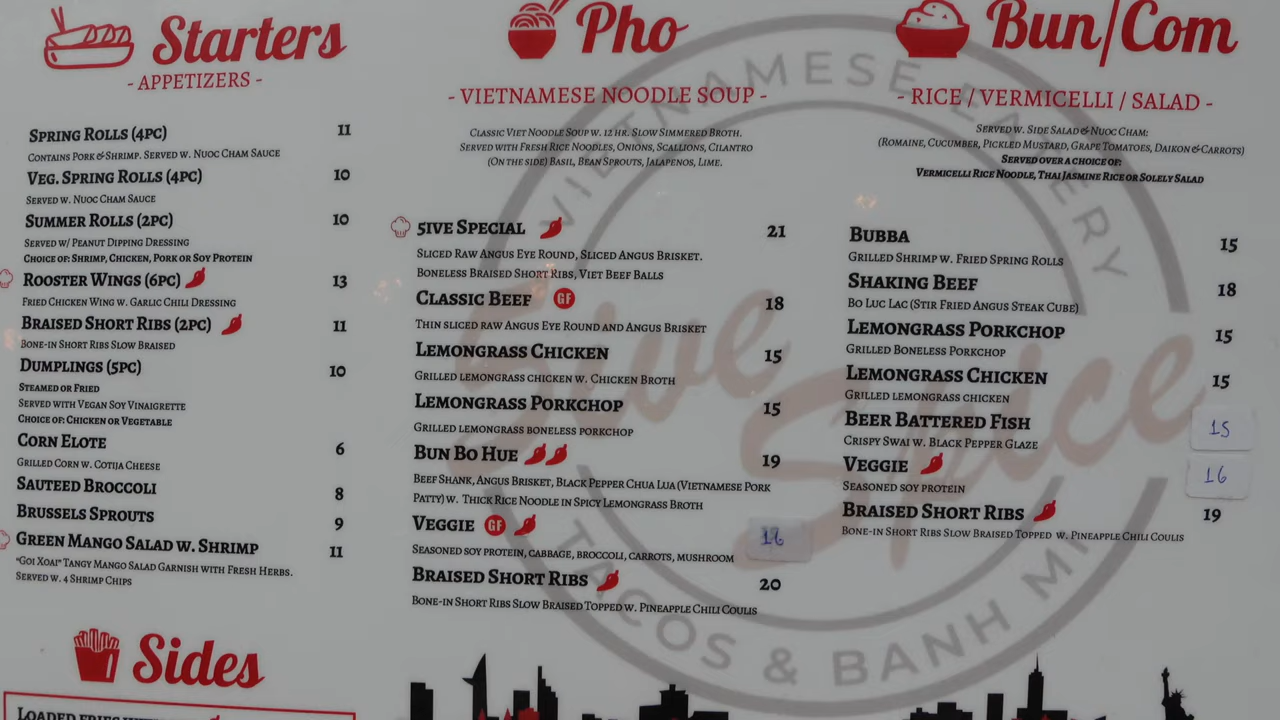 Starters
- APPETIZERS -
SPRING ROLLS (4PC) 11
CONTAINS PORK & SHRIMP. SERVED W. NUOC CHAM SAUCE
VEG. SPRING ROLLS (4PC) 10
SERVED W. NUOC CHAM SAUCE
SUMMER ROLLS (2PC) 10
SERVED W/ PEANUT DIPPING DRESSING
CHOICE OF: SHRIMP, CHICKEN, PORK OR SOY PROTEIN
ROOSTER WINGS (6PC) 13
FRIED CHICKEN WING W. GARLIC CHILI DRESSING
BRAISED SHORT RIBS (2PC) 11
BONE-IN SHORT RIBS SLOW BRAISED
DUMPLINGS (5PC) 10
STEAMED OR FRIED
SERVED WITH VEGAN SOY VINAIGRETTE
CHOICE OF: CHICKEN OR VEGETABLE
CORN ELOTE 6
GRILLED CORN W. COTIJA CHEESE
SAUTEED BROCCOLI 8
BRUSSELS SPROUTS 9
GREEN MANGO SALAD W. SHRIMP 11
"GOI XOAI" TANGY MANGO SALAD GARNISH WITH FRESH HERBS.
SERVED W. 4 SHRIMP CHIPS
Sides
Pho
- VIETNAMESE NOODLE SOUP -
CLASSIC VIET NOODLE SOUP W. 12 HR. SLOW SIMMERED BROTH.
SERVED WITH FRESH RICE NOODLES, ONIONS, SCALLIONS, CILANTRO
(ON THE SIDE) BASIL, BEAN SPROUTS, JALAPENOS, LIME.
5IVE SPECIAL 21
SLICED RAW ANGUS EYE ROUND, SLICED ANGUS BRISKET.
BONELESS BRAISED SHORT RIBS, VIET BEEF BALLS
CLASSIC BEEF GF 18
THIN SLICED RAW ANGUS EYE ROUND AND ANGUS BRISKET
LEMONGRASS CHICKEN 15
GRILLED LEMONGRASS CHICKEN W. CHICKEN BROTH
LEMONGRASS PORKCHOP 15
GRILLED LEMONGRASS BONELESS PORKCHOP
BUN BO HUE 19
BEEF SHANK, ANGUS BRISKET, BLACK PEPPER CHUA LUA (VIETNAMESE PORK
PATTY) W. THICK RICE NOODLE IN SPICY LEMONGRASS BROTH
VEGGIE GF
SEASONED SOY PROTEIN, CABBAGE, BROCCOLI, CARROTS, MUSHROOM
BRAISED SHORT RIBS 20
BONE-IN SHORT RIBS SLOW BRAISED TOPPED W. PINEAPPLE CHILI COULIS
Bun/Com
- RICE / VERMICELLI / SALAD -
SERVED W. SIDE SALAD & NUOC CHAM:
(ROMAINE, CUCUMBER, PICKLED MUSTARD, GRAPE TOMATOES, DAIKON & CARROTS)
SERVED OVER A CHOICE OF:
VERMICELLI RICE NOODLE, THAI JASMINE RICE OR SOLELY SALAD
BUBBA 15
GRILLED SHRIMP W. FRIED SPRING ROLLS
SHAKING BEEF 18
BO LUC LAC (STIR FRIED ANGUS STEAK CUBE)
LEMONGRASS PORKCHOP 15
GRILLED BONELESS PORKCHOP
LEMONGRASS CHICKEN 15
GRILLED LEMONGRASS CHICKEN
BEER BATTERED FISH 15
CRISPY SWAI W. BLACK PEPPER GLAZE
VEGGIE 16
SEASONED SOY PROTEIN
BRAISED SHORT RIBS 19
BONE-IN SHORT RIBS SLOW BRAISED TOPPED W. PINEAPPLE CHILI COULIS
VIETNAMESE EATERY
5ive Spice
TACOS & BANH MI